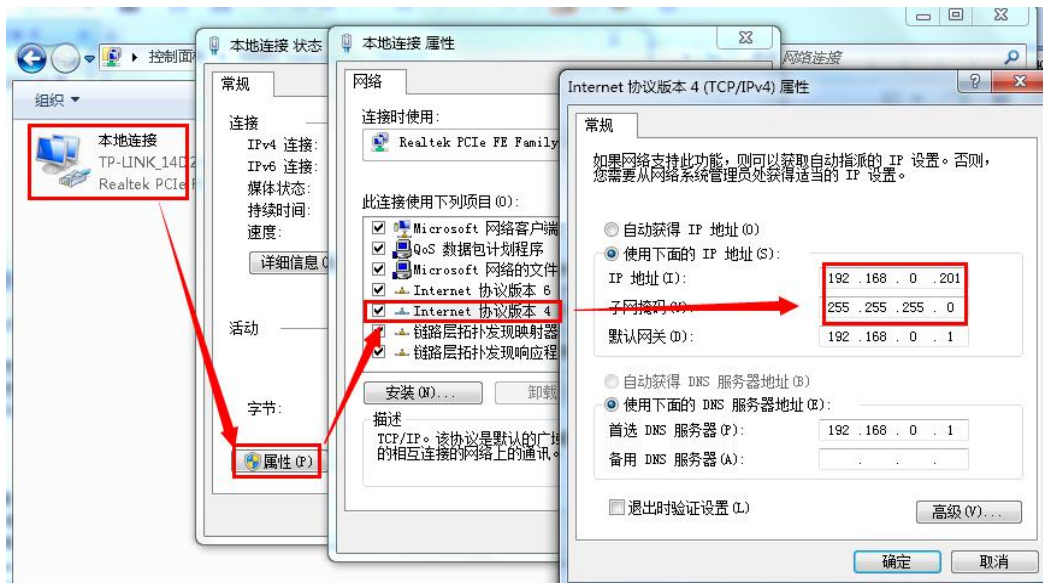 控制面
网络连接
组织
本地连接
TP-LINK_14D2
Realtek PCIe F
本地连接 状态
常规
连接
IPv4 连接:
IPv6 连接:
媒体状态:
持续时间:
速度:
详细信息(
活动
字节:
属性(P)
本地连接 属性
网络
连接时使用:
Realtek PCIe FE Family
此连接使用下列项目(O):
Microsoft 网络客户端
QoS 数据包计划程序
Microsoft 网络的文件
Internet 协议版本 6
Internet 协议版本 4
链路层拓扑发现映射器
链路层拓扑发现响应程
安装(N)...
卸载
描述
TCP/IP。该协议是默认的广域
的相互连接的网络上的通讯。
Internet 协议版本 4 (TCP/IPv4) 属性
常规
如果网络支持此功能，则可以获取自动指派的 IP 设置。否则，
您需要从网络系统管理员处获得适当的 IP 设置。
自动获得 IP 地址(O)
使用下面的 IP 地址(S):
IP 地址(I): 192 .168 . 0 .201
子网掩码(U): 255 .255 .255 . 0
默认网关(D): 192 .168 . 0 . 1
自动获得 DNS 服务器地址(B)
使用下面的 DNS 服务器地址(E):
首选 DNS 服务器(P): 192 .168 . 0 . 1
备用 DNS 服务器(A): . . .
退出时验证设置(L)
高级(V)...
确定
取消